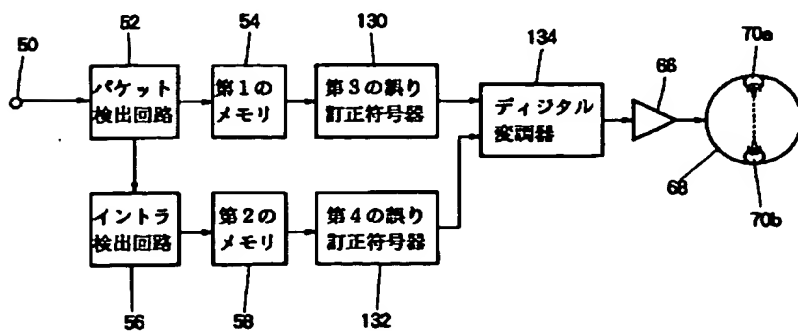 50
52
54
130
134
66
70a
パケット
検出回路
第1の
メモリ
第3の誤り
訂正符号器
ディジタル
変調器
イントラ
検出回路
第2の
メモリ
第4の誤り
訂正符号器
68
70b
56
58
132